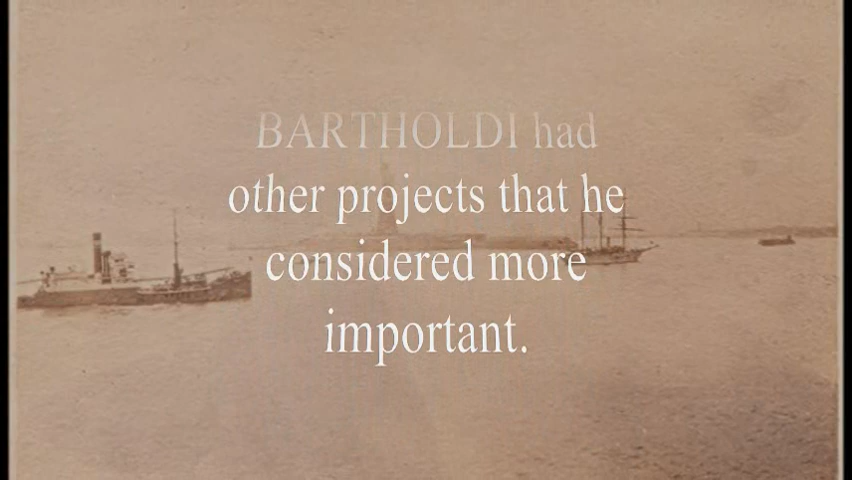 BARTHOLDI had
other projects that he
considered more
important.